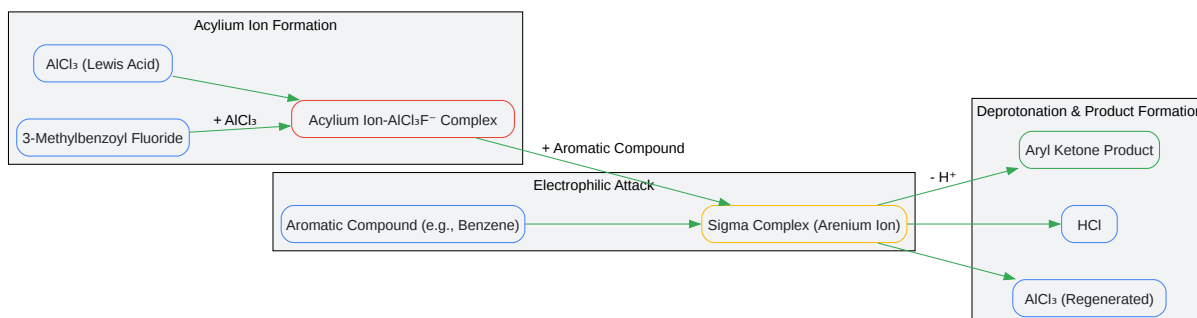 Acylium Ion Formation
AlCl₃ (Lewis Acid)
3-Methylbenzoyl Fluoride
+ AlCl₃
Acylium Ion-AlCl₃F⁻ Complex
+ Aromatic Compound
Electrophilic Attack
Aromatic Compound (e.g., Benzene)
Sigma Complex (Arenium Ion)
- H⁺
Deprotonation & Product Formation
Aryl Ketone Product
HCl
AlCl₃ (Regenerated)